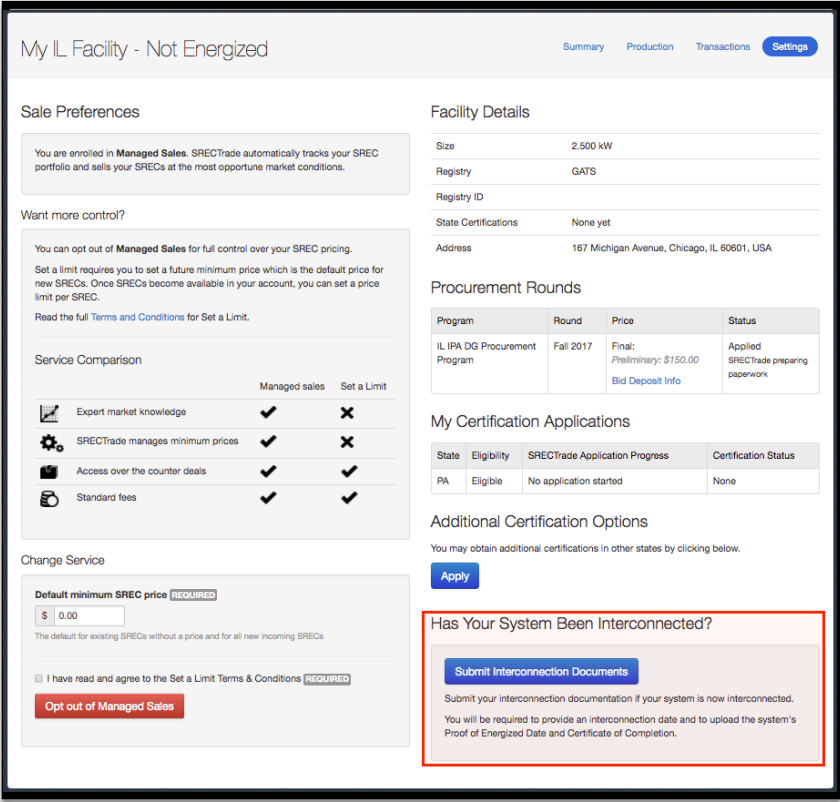 My IL Facility - Not Energized
Summary Production Transactions Settings
Sale Preferences
You are enrolled in Managed Sales. SRECTrade automatically tracks your SREC
portfolio and sells your SRECs at the most opportune market conditions.
Want more control?
You can opt out of Managed Sales for full control over your SREC pricing.
Set a limit requires you to set a future minimum price which is the default price for
new SRECs. Once SRECs become available in your account, you can set a price
limit per SREC.
Read the full Terms and Conditions for Set a Limit.
Service Comparison
Managed sales Set a Limit
Expert market knowledge
SRECTrade manages minimum prices
Access over the counter deals
Standard fees
Change Service
Default minimum SREC price REQUIRED
$ 0.00
The default for existing SRECs without a price and for all new incoming SRECs
I have read and agree to the Set a Limit Terms & Conditions REQUIRED
Opt out of Managed Sales
Facility Details
Size 2.500 kW
Registry GATS
Registry ID
State Certifications None yet
Address 167 Michigan Avenue, Chicago, IL 60601, USA
Procurement Rounds
Program Round Price Status
IL IPA DG Procurement Fall 2017 Final: Applied
Program Preliminary: $150.00 SRECTrade preparing
paperwork
Bid Deposit Info
My Certification Applications
State Eligibility SRECTrade Application Progress Certification Status
PA Eligible No application started None
Additional Certification Options
You may obtain additional certifications in other states by clicking below.
Apply
Has Your System Been Interconnected?
Submit Interconnection Documents
Submit your interconnection documentation if your system is now interconnected.
You will be required to provide an interconnection date and to upload the system's
Proof of Energized Date and Certificate of Completion.